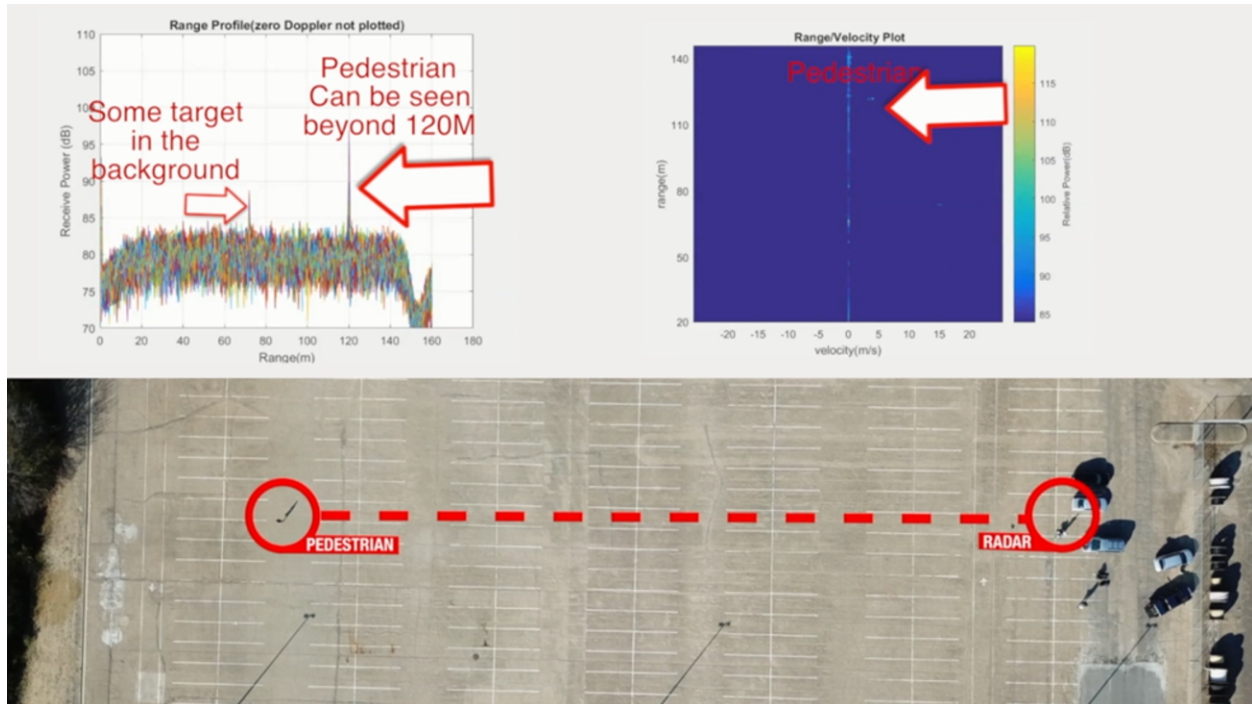 Range Profile(zero Doppler not plotted)
110
105
100
95
90
85
80
75
70
Receive Power (dB)
0 20 40 60 80 100 120 140 160 180
Range(m)
Some target
in the
background
Pedestrian
Can be seen
beyond 120M
Range/Velocity Plot
140
110
80
50
20
range(m)
-20 -15 -10 -5 0 5 10 15 20
velocity(m/s)
Pedestrian
115
110
105
100
95
90
85
Relative Power(dB)
PEDESTRIAN
RADAR